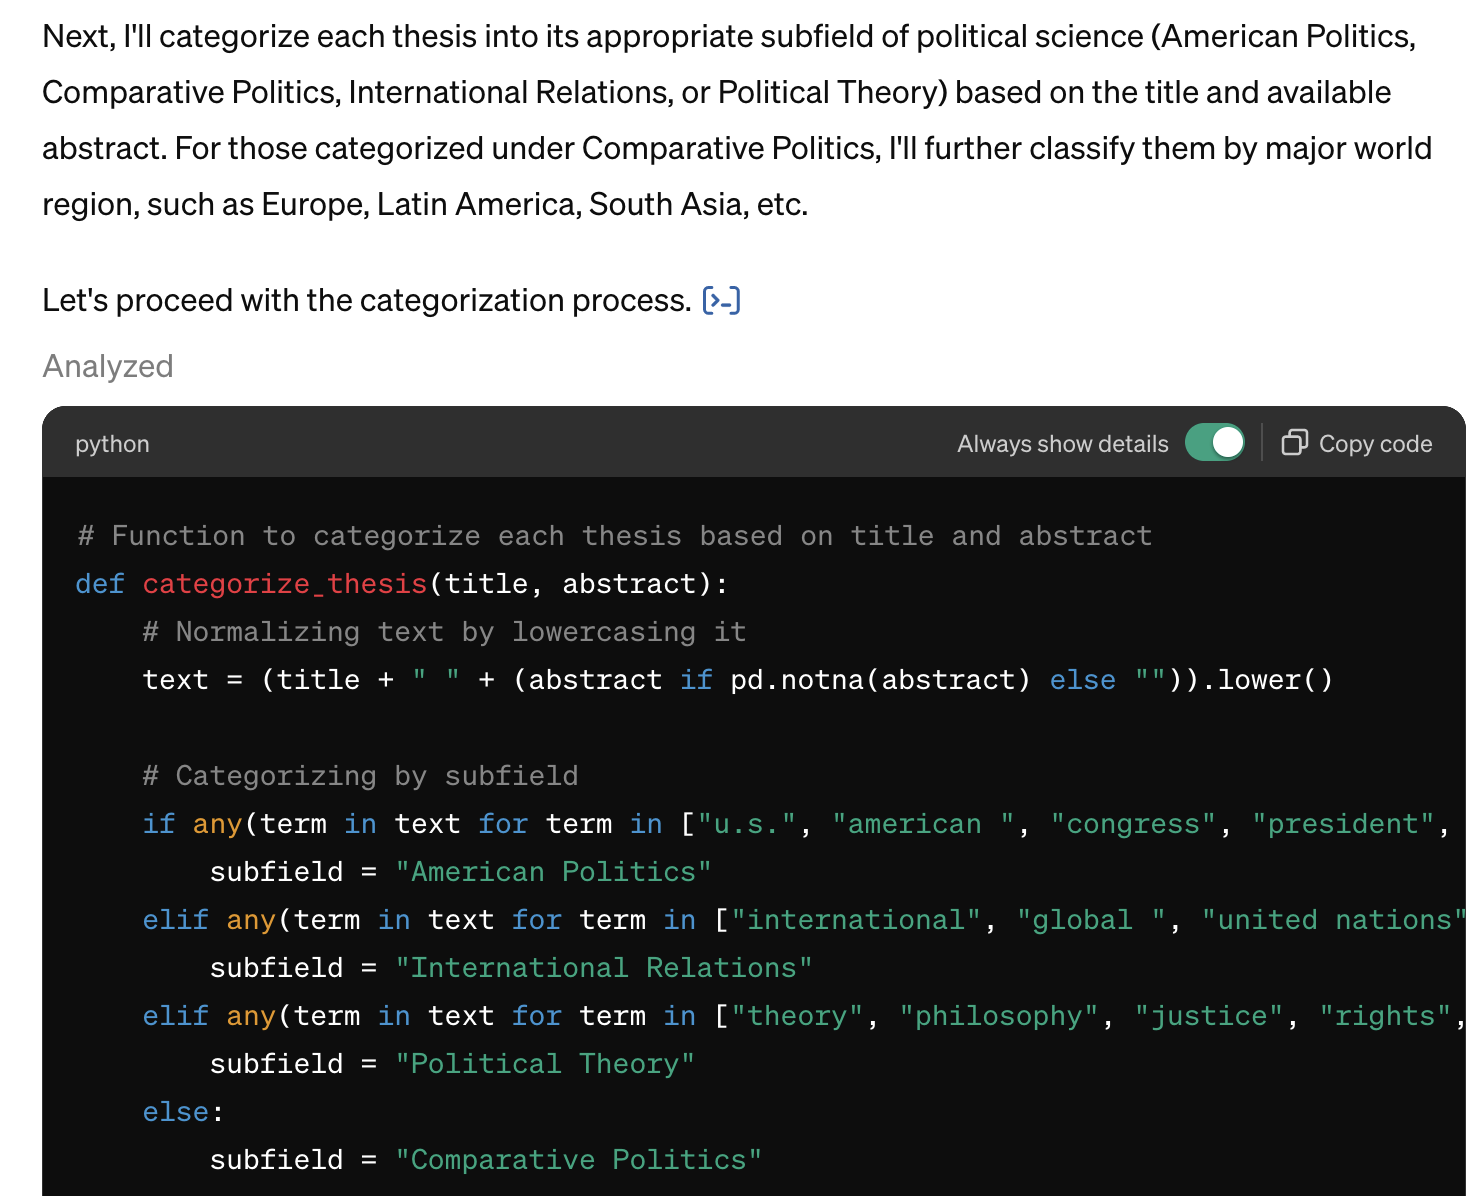 Next, I'll categorize each thesis into its appropriate subfield of political science (American Politics,
Comparative Politics, International Relations, or Political Theory) based on the title and available
abstract. For those categorized under Comparative Politics, I'll further classify them by major world
region, such as Europe, Latin America, South Asia, etc.
Let's proceed with the categorization process. [>_]
Analyzed
python Always show details Copy code
# Function to categorize each thesis based on title and abstract
def categorize_thesis(title, abstract):
    # Normalizing text by lowercasing it
    text = (title + " " + (abstract if pd.notna(abstract) else "")).lower()
    # Categorizing by subfield
    if any(term in text for term in ["u.s.", "american ", "congress", "president",
        subfield = "American Politics"
    elif any(term in text for term in ["international", "global ", "united nations"
        subfield = "International Relations"
    elif any(term in text for term in ["theory", "philosophy", "justice", "rights",
        subfield = "Political Theory"
    else:
        subfield = "Comparative Politics"